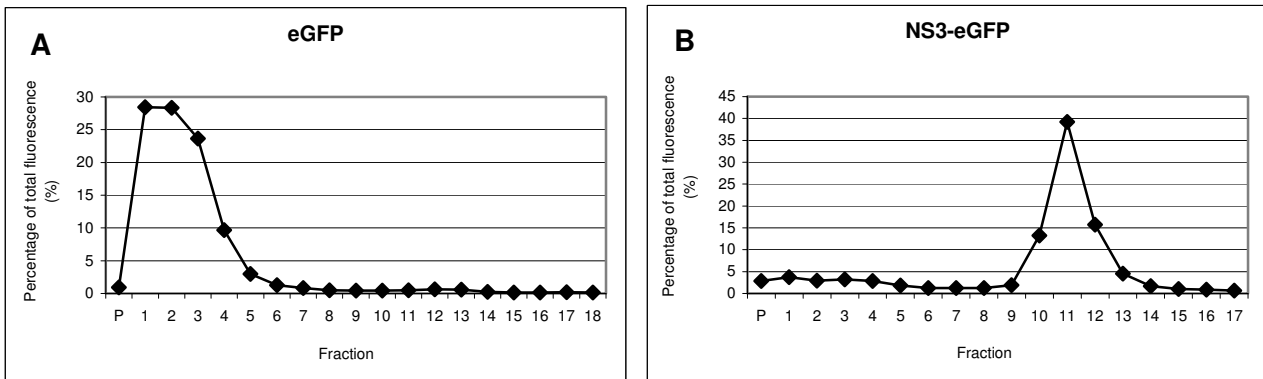 A
eGFP
Percentage of total fluorescence
(%)
30
25
20
15
10
5
0
P 1 2 3 4 5 6 7 8 9 10 11 12 13 14 15 16 17 18
Fraction
B
NS3-eGFP
Percentage of total fluorescence
(%)
45
40
35
30
25
20
15
10
5
0
P 1 2 3 4 5 6 7 8 9 10 11 12 13 14 15 16 17
Fraction